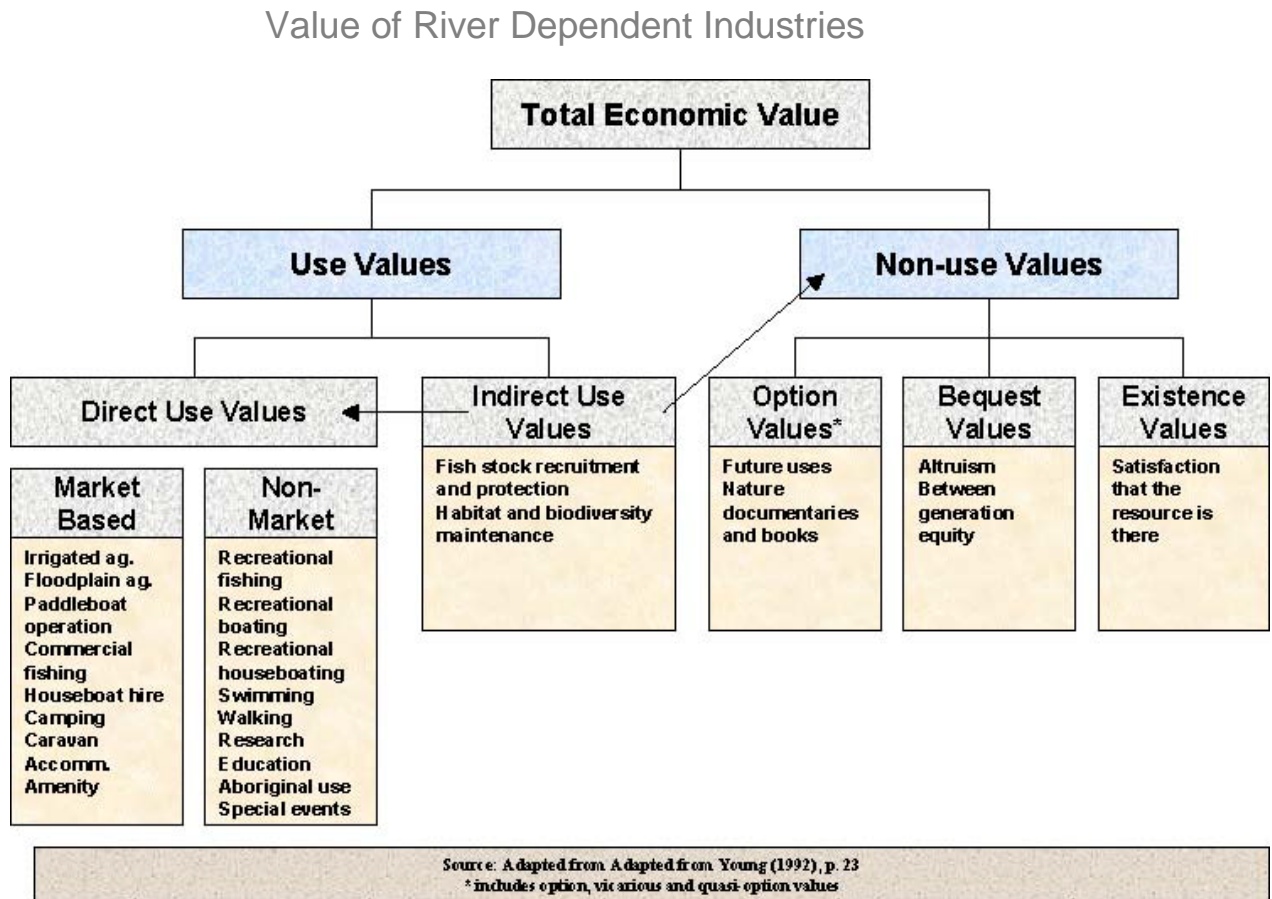 Value of River Dependent Industries
Total Economic Value
Use Values
Non-use Values
Direct Use Values
Indirect Use
Values
Option
Values*
Bequest
Values
Existence
Values
Market
Based
Irrigated ag.
Floodplain ag.
Paddleboat
operation
Commercial
fishing
Houseboat hire
Camping
Caravan
Accomm.
Amenity
Non-
Market
Recreational
fishing
Recreational
boating
Recreational
houseboating
Swimming
Walking
Research
Education
Aboriginal use
Special events
Fish stock recruitment
and protection
Habitat and biodiversity
maintenance
Future uses
Nature
documentaries
and books
Altruism
Between
generation
equity
Satisfaction
that the
resource is
there
Source: Adapted from Adapted from Young (1992), p. 23
* includes option, vicarious and quasi-option values